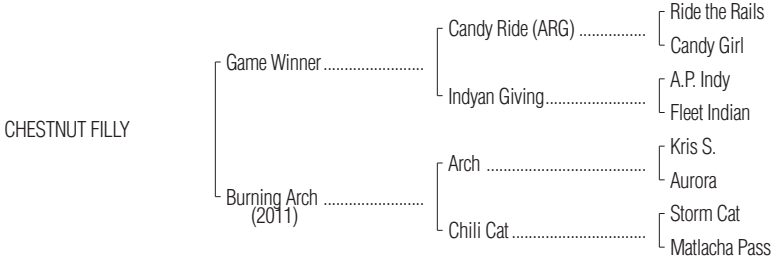 Ride the Rails
Candy Ride (ARG) ..................
Candy Girl
Game Winner ...........................
A.P. Indy
Indyan Giving ...........................
Fleet Indian
CHESTNUT FILLY
Kris S.
Arch ...........................................
Aurora
Burning Arch ...........................
(2011)
Storm Cat
Chili Cat ....................................
Matlacha Pass